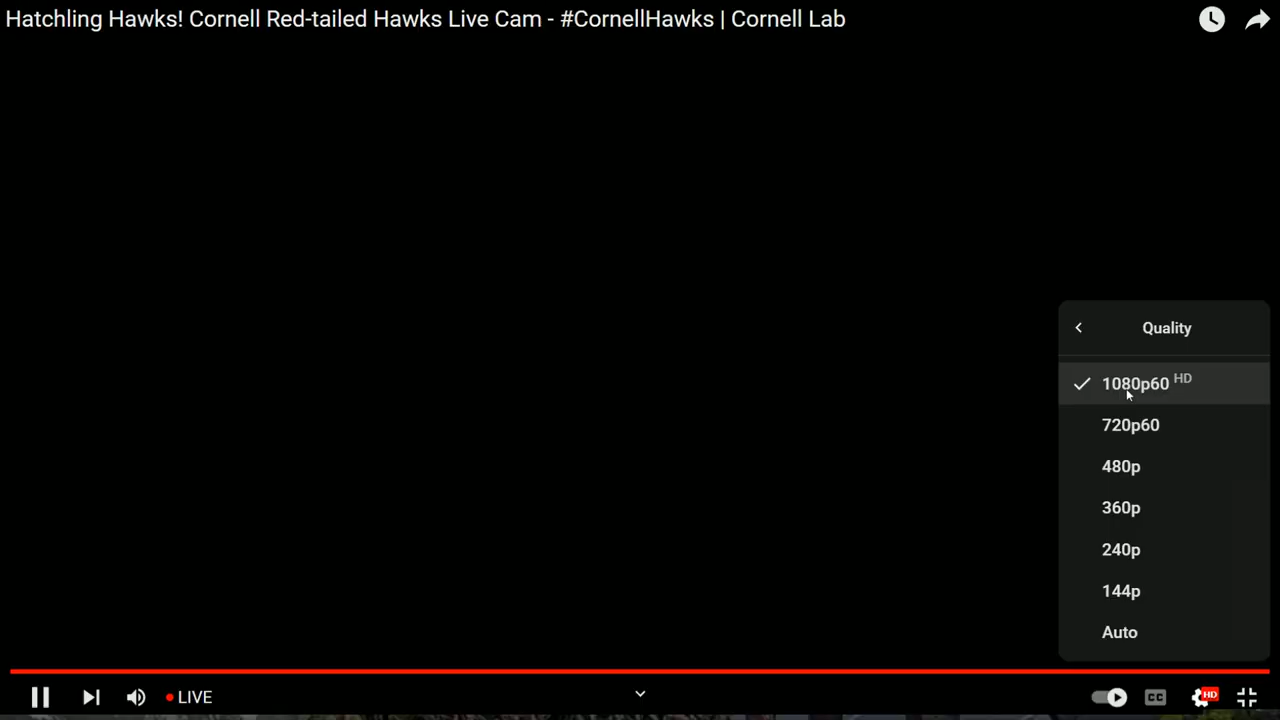 Hatchling Hawks! Cornell Red-tailed Hawks Live Cam - #CornellHawks | Cornell Lab
Quality
1080p60 HD
720p60
480p
360p
240p
144p
Auto
LIVE
CC
HD